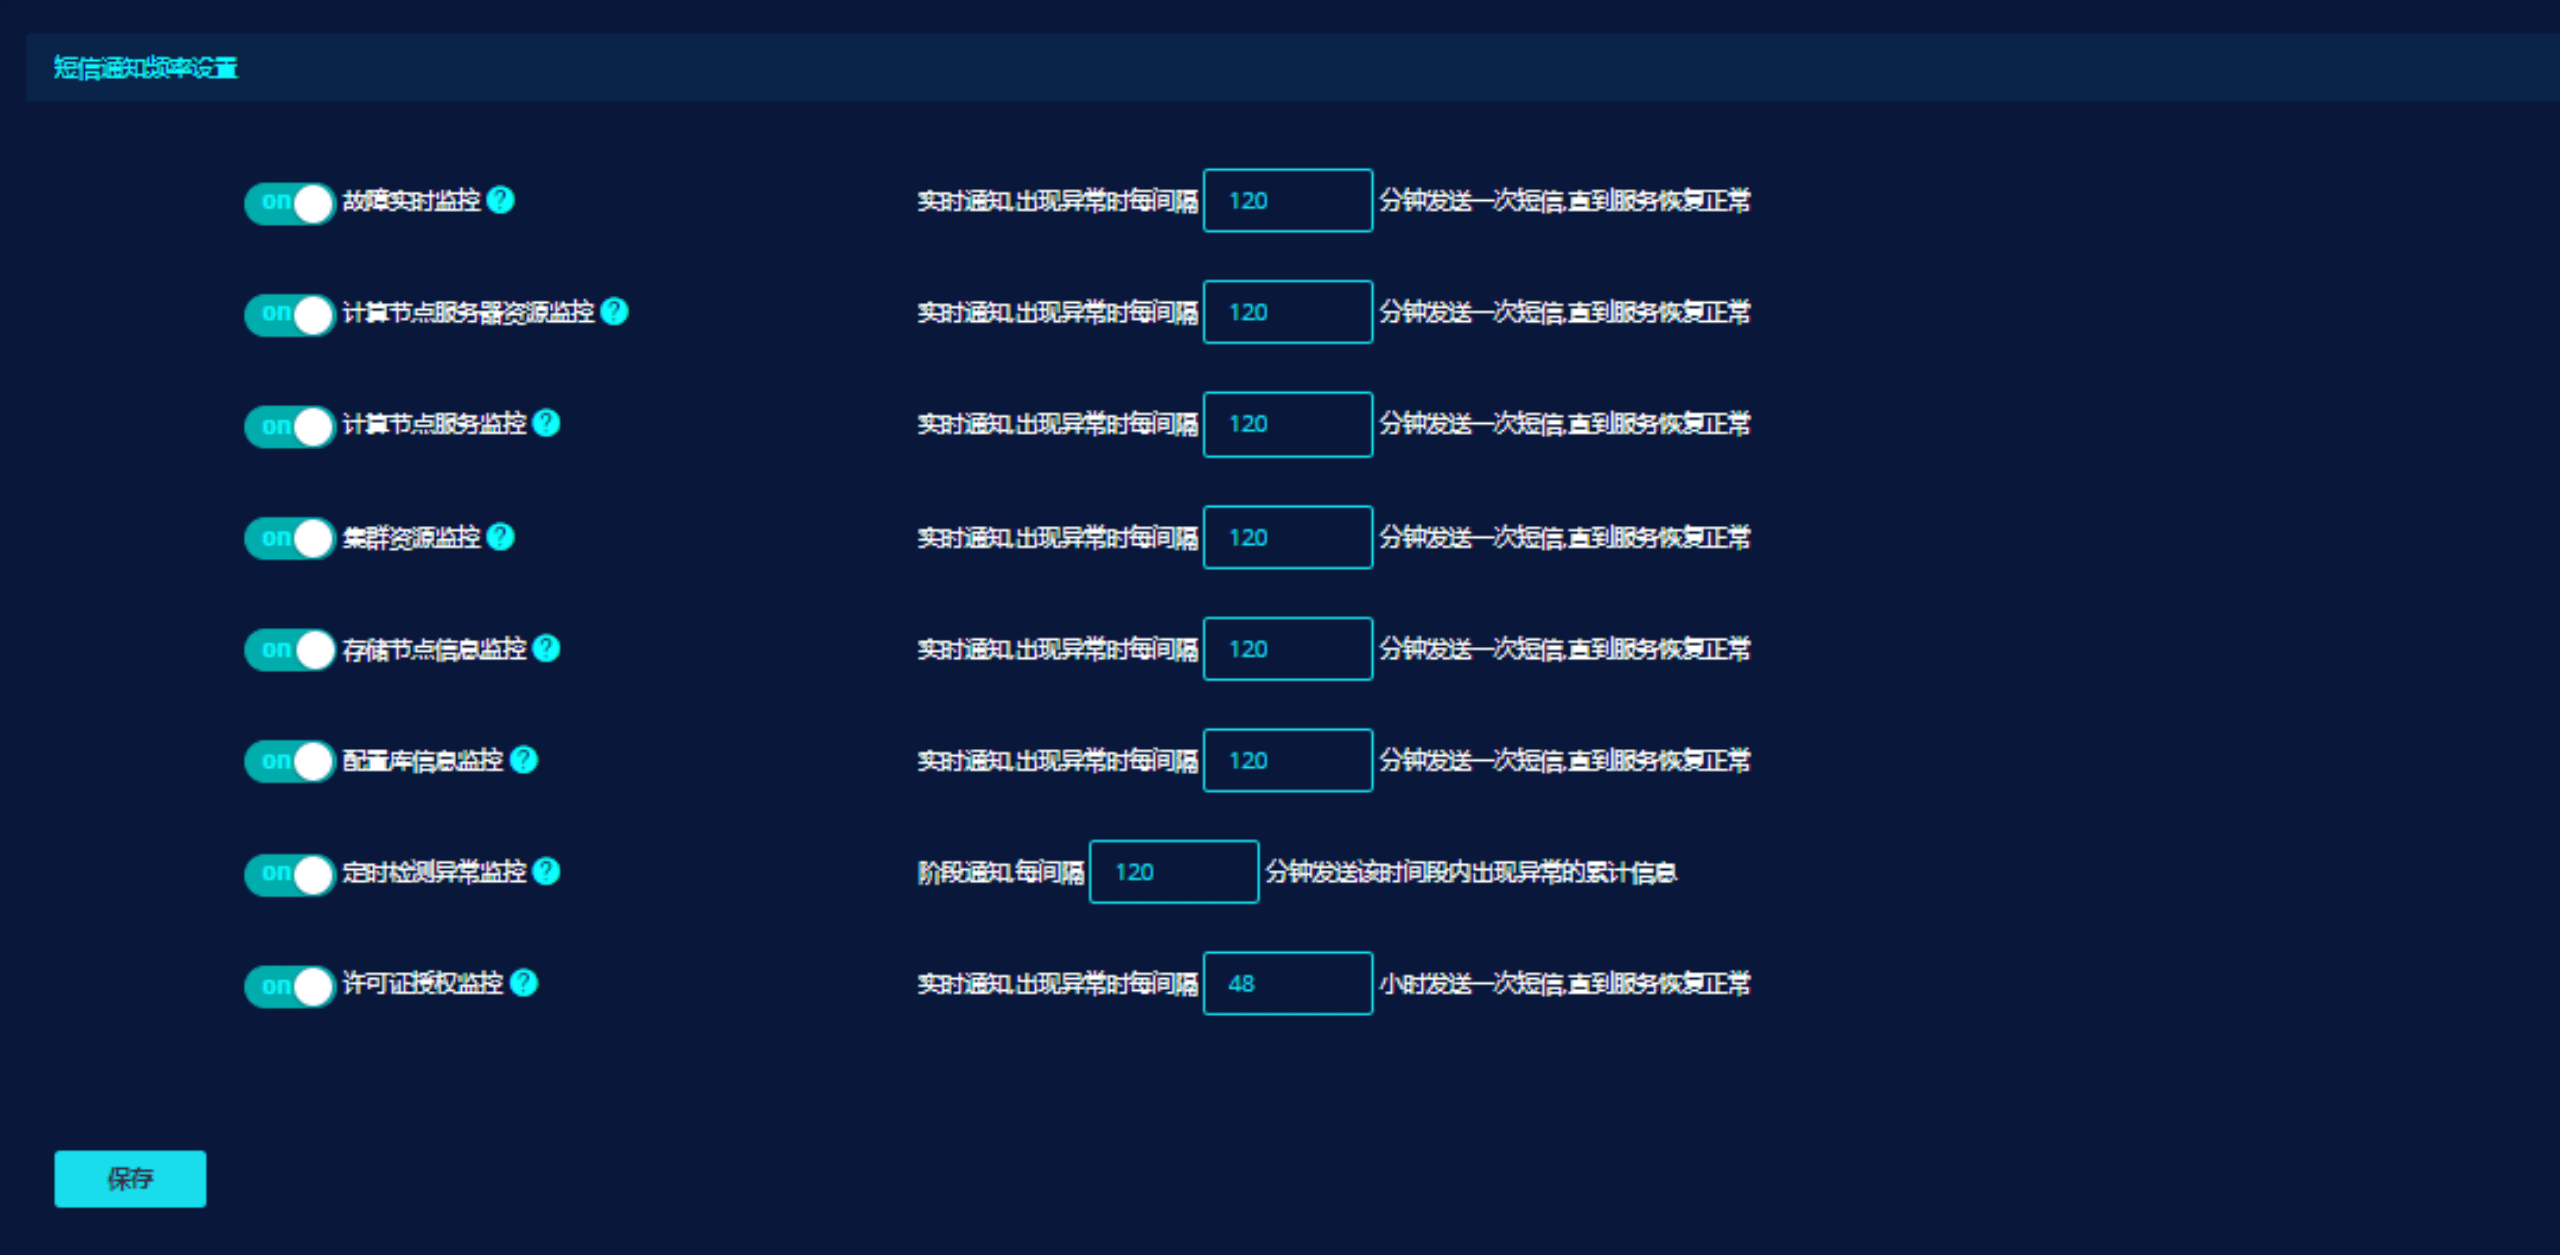 短信通知频率设置
on 故障实时监控 ? 实时通知,出现异常时每间隔 120 分钟发送一次短信,直到服务恢复正常
on 计算节点服务器资源监控 ? 实时通知,出现异常时每间隔 120 分钟发送一次短信,直到服务恢复正常
on 计算节点服务监控 ? 实时通知,出现异常时每间隔 120 分钟发送一次短信,直到服务恢复正常
on 集群资源监控 ? 实时通知,出现异常时每间隔 120 分钟发送一次短信,直到服务恢复正常
on 存储节点信息监控 ? 实时通知,出现异常时每间隔 120 分钟发送一次短信,直到服务恢复正常
on 配置库信息监控 ? 实时通知,出现异常时每间隔 120 分钟发送一次短信,直到服务恢复正常
on 定时检测异常监控 ? 阶段通知,每间隔 120 分钟发送该时间段内出现异常的累计信息
on 许可证授权监控 ? 实时通知,出现异常时每间隔 48 小时发送一次短信,直到服务恢复正常
保存